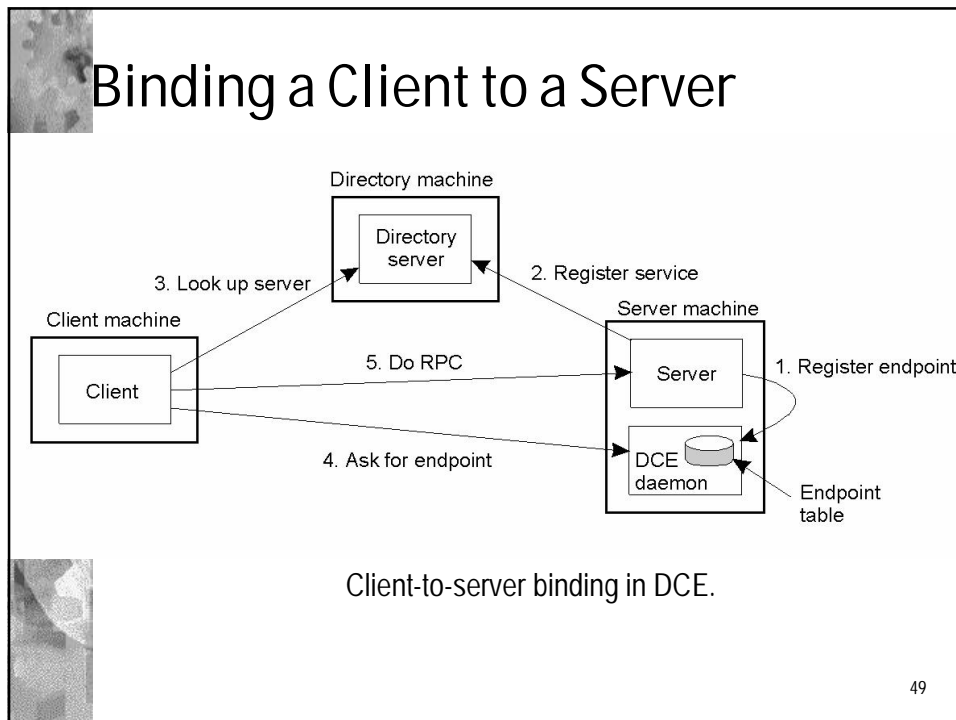 Binding a Client to a Server
Directory machine
Directory
server
3. Look up server
2. Register service
Client machine
Server machine
Client
5. Do RPC
Server
1. Register endpoint
4. Ask for endpoint
DCE
daemon
Endpoint
table
Client-to-server binding in DCE.
49